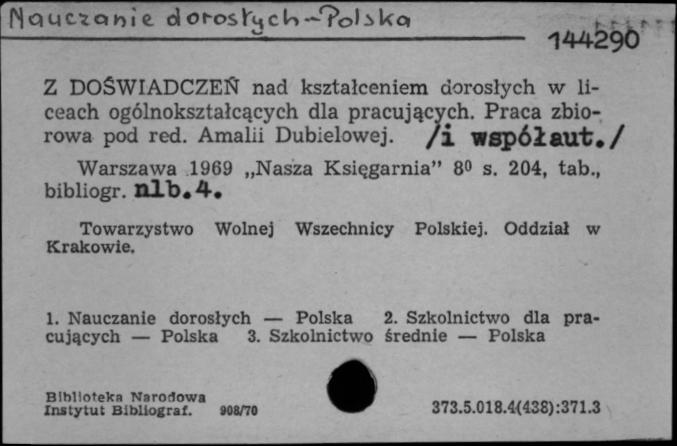 Nauczanie dorosłych - Polska
144290
Z DOŚWIADCZEŃ nad kształceniem dorosłych w li-
ceach ogólnokształcących dla pracujących. Praca zbio-
rowa pod red. Amalii Dubielowej. /i współaut./
Warszawa 1969 „Nasza Księgarnia” 8⁰ s. 204, tab.,
bibliogr. nlb.4.
Towarzystwo Wolnej Wszechnicy Polskiej. Oddział w
Krakowie.
1. Nauczanie dorosłych — Polska 2. Szkolnictwo dla pra-
cujących — Polska 3. Szkolnictwo średnie — Polska
Biblioteka Narodowa
Instytut Bibliograf. 908/70 373.5.018.4(438):371.3